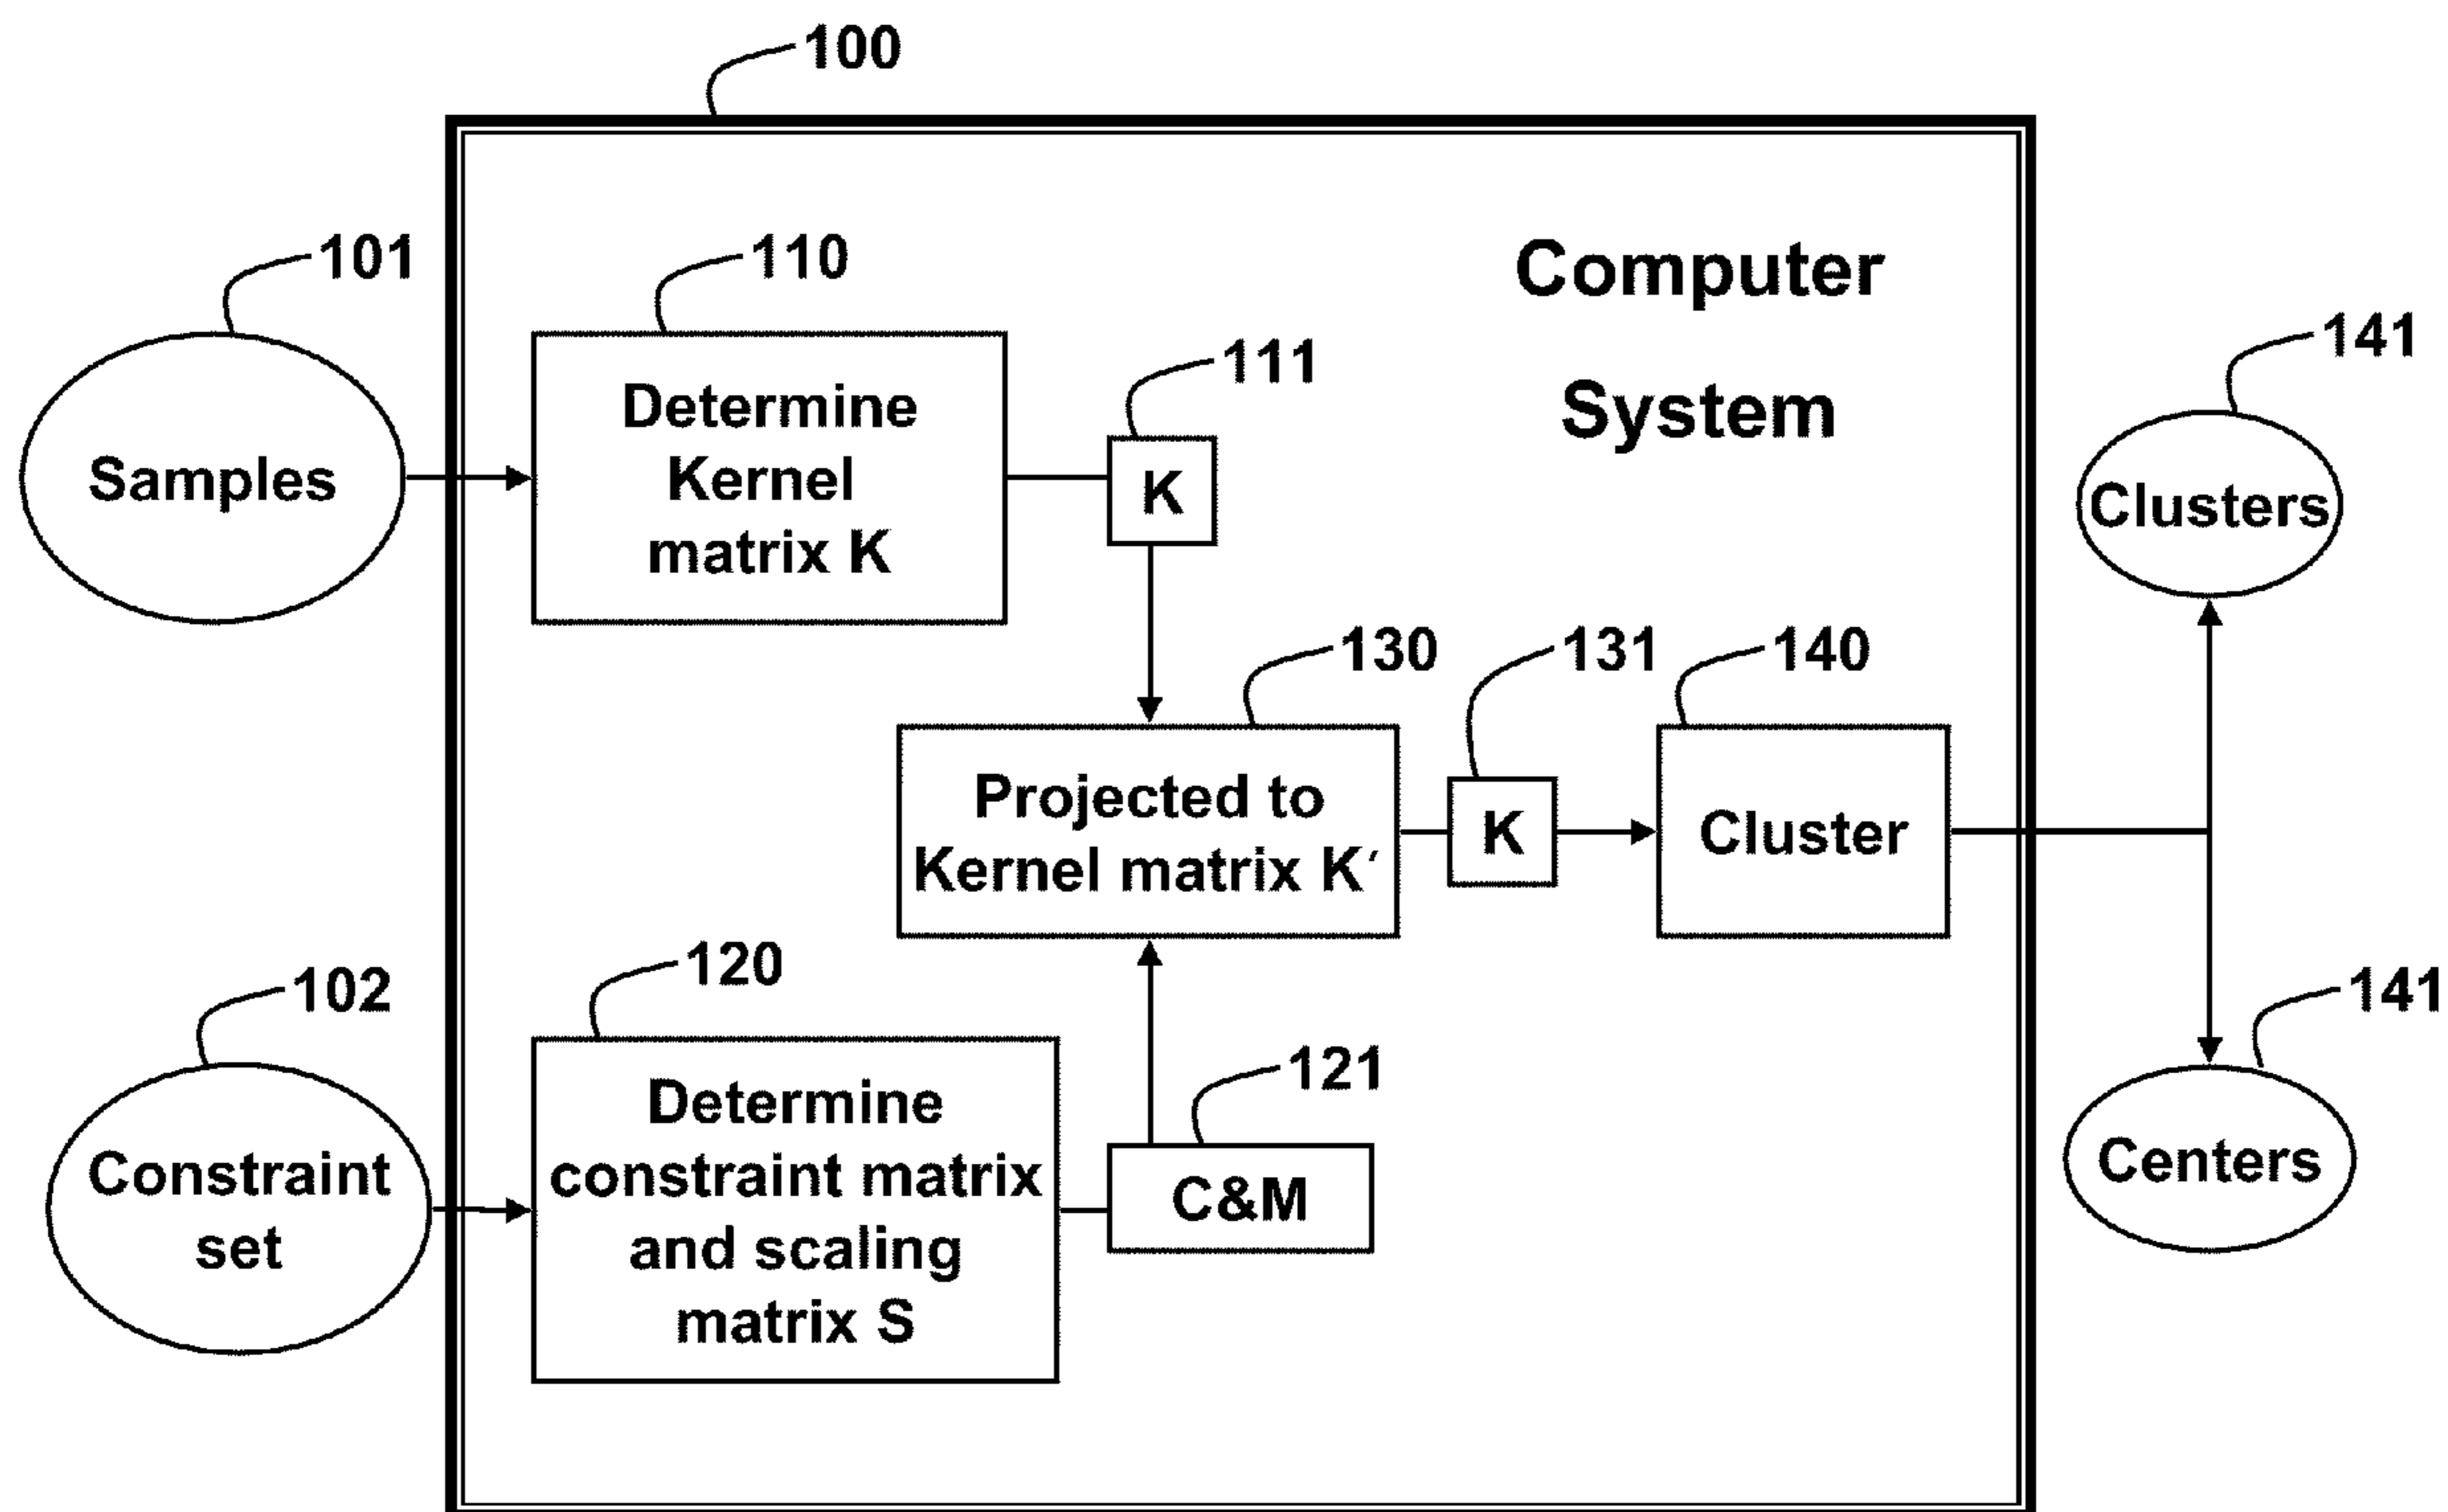 100
101
110
Computer
System
111
141
Samples
Determine
Kernel
matrix K
K
Clusters
130
131
140
Projected to
Kernel matrix K′
K
Cluster
102
120
121
141
Constraint
set
Determine
constraint matrix
and scaling
matrix S
C&M
Centers